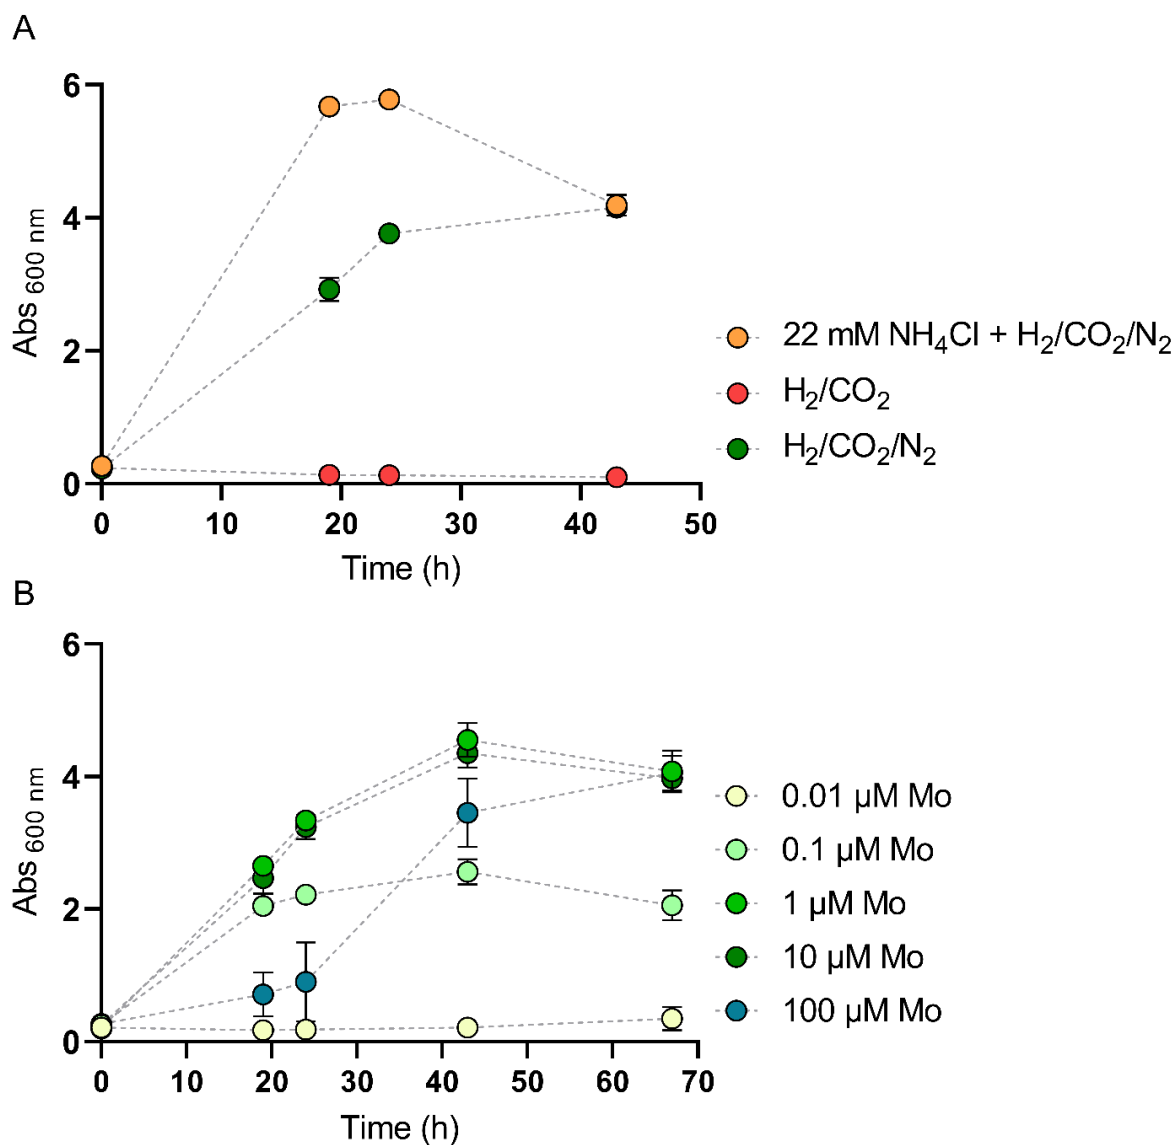 A
6
4
2
0
Abs 600 nm
0 10 20 30 40 50
Time (h)
22 mM NH₄Cl + H₂/CO₂/N₂
H₂/CO₂
H₂/CO₂/N₂
B
6
4
2
0
Abs 600 nm
0 10 20 30 40 50 60 70
Time (h)
0.01 µM Mo
0.1 µM Mo
1 µM Mo
10 µM Mo
100 µM Mo